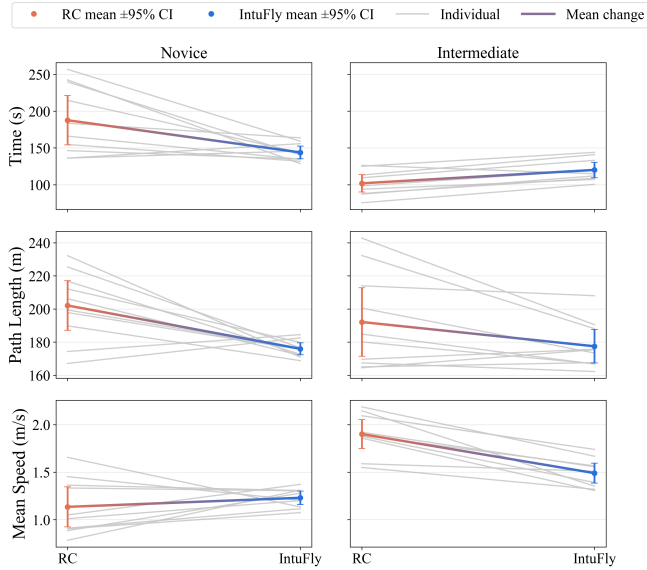 RC mean ±95% CI IntuFly mean ±95% CI Individual Mean change
Novice Intermediate
Time (s)
250
200
150
100
Path Length (m)
240
220
200
180
160
Mean Speed (m/s)
2.0
1.5
1.0
RC IntuFly RC IntuFly